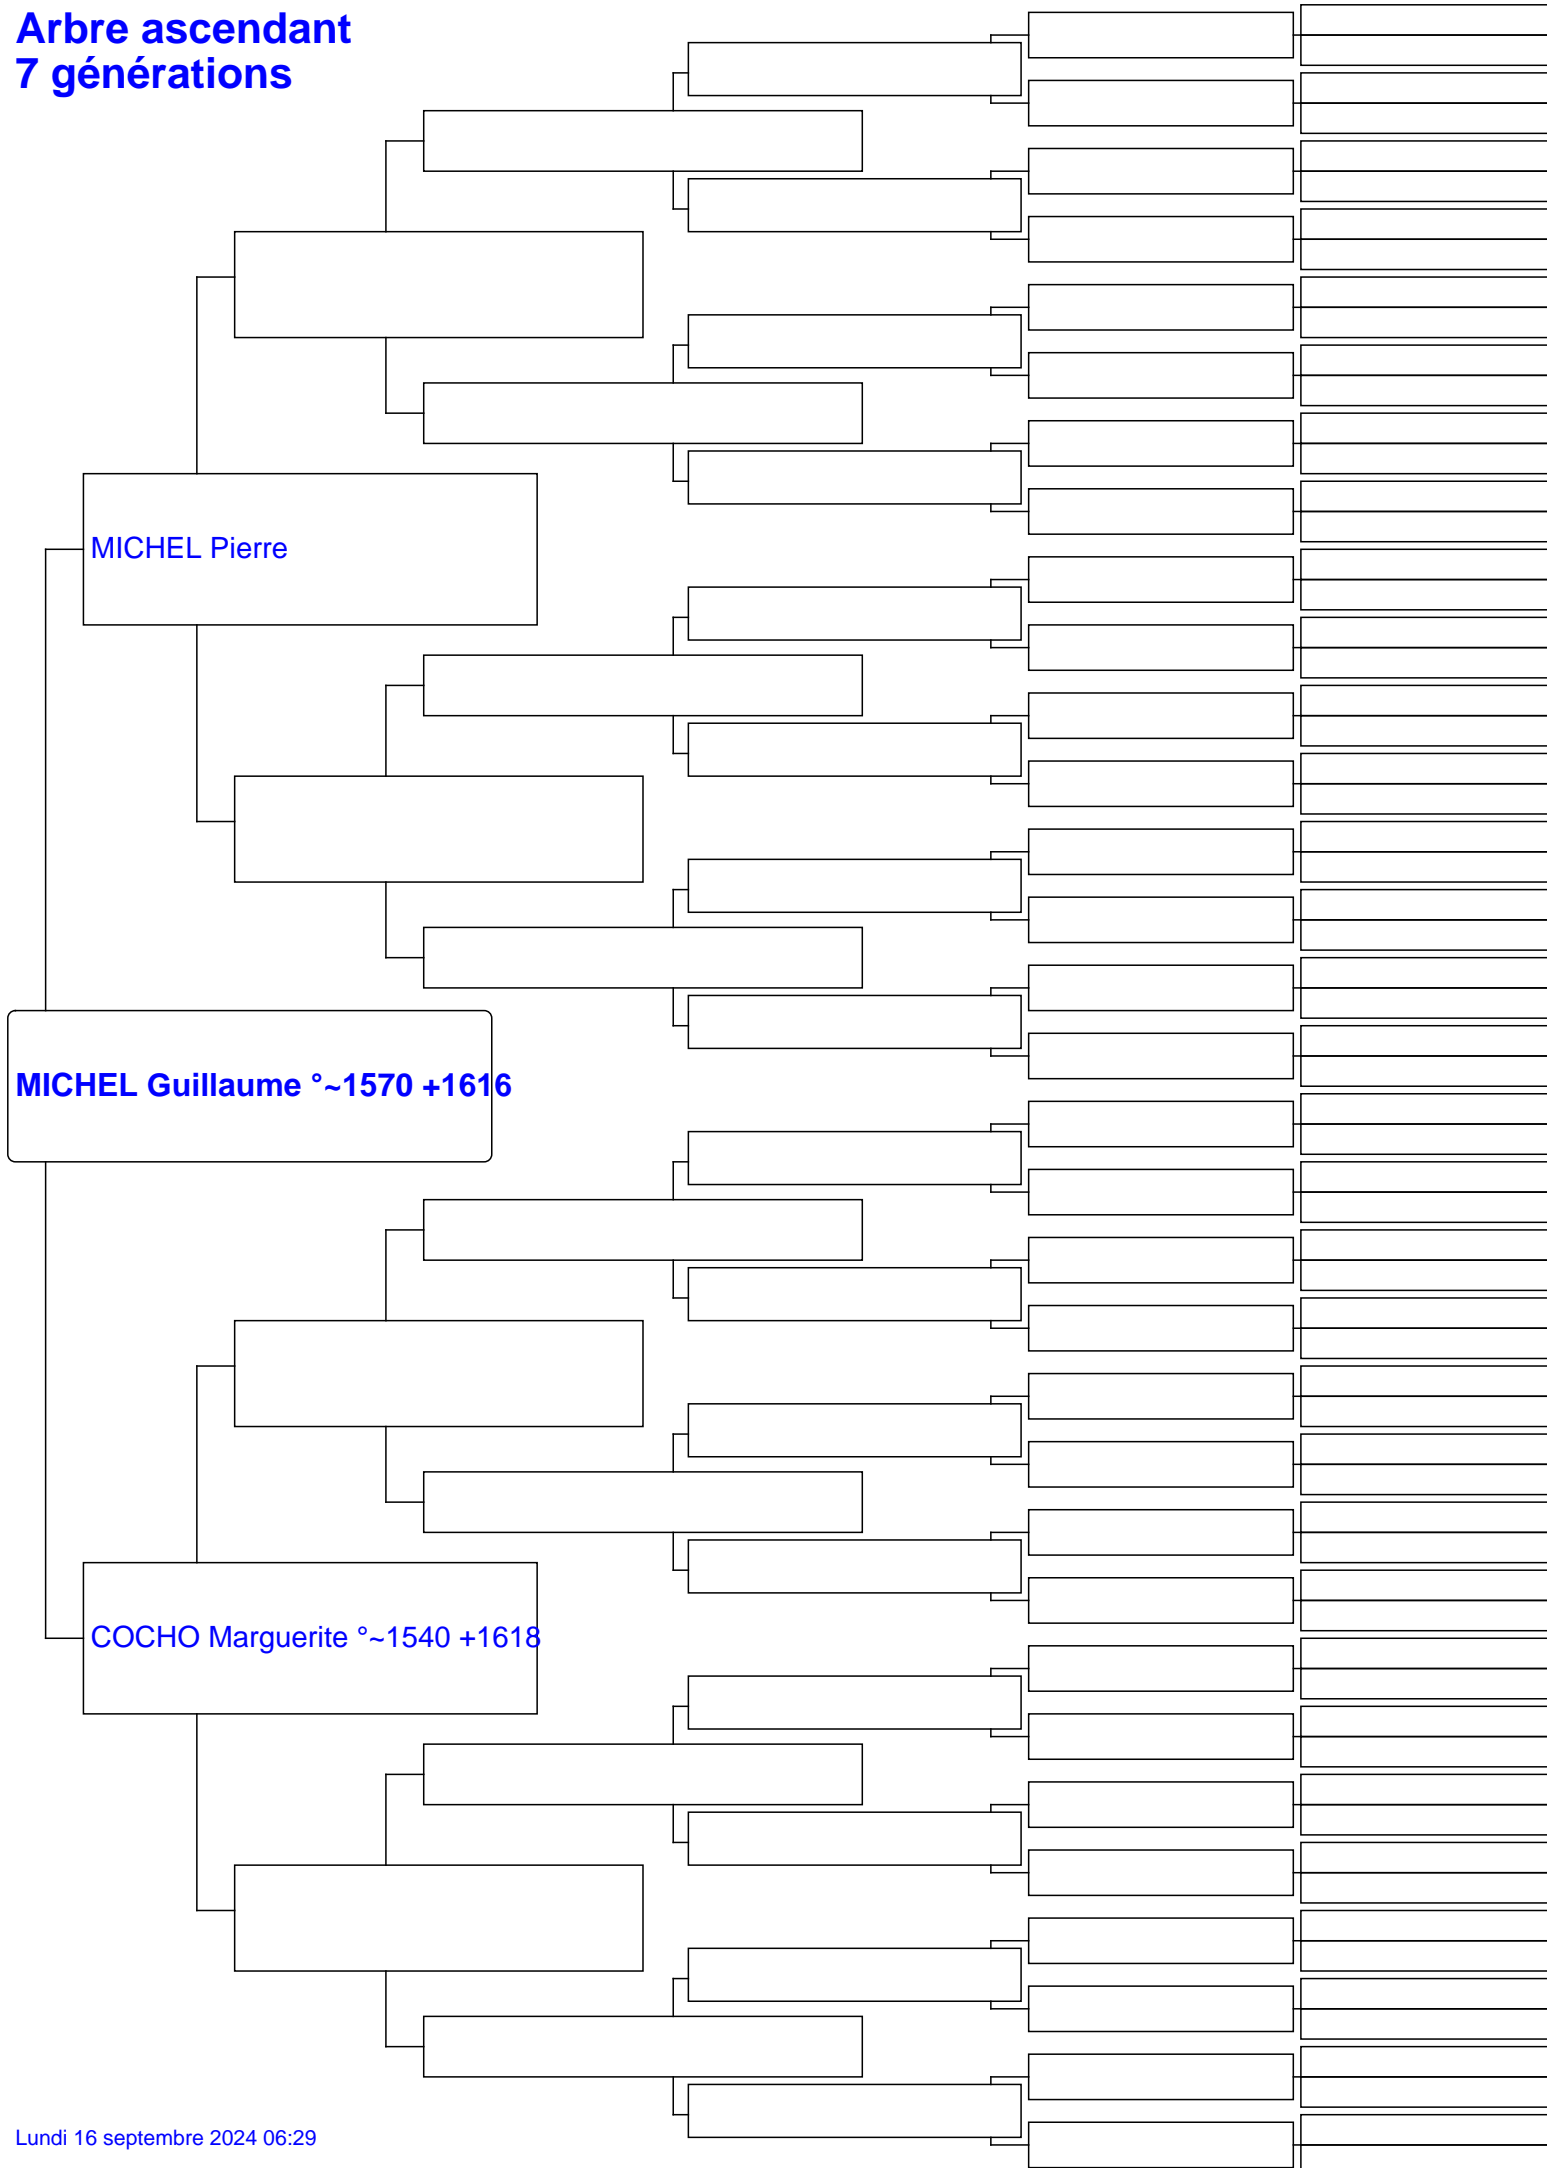 Arbre ascendant
7 générations
MICHEL Pierre
MICHEL Guillaume °~1570 +1616
COCHO Marguerite °~1540 +1618
Lundi 16 septembre 2024 06:29